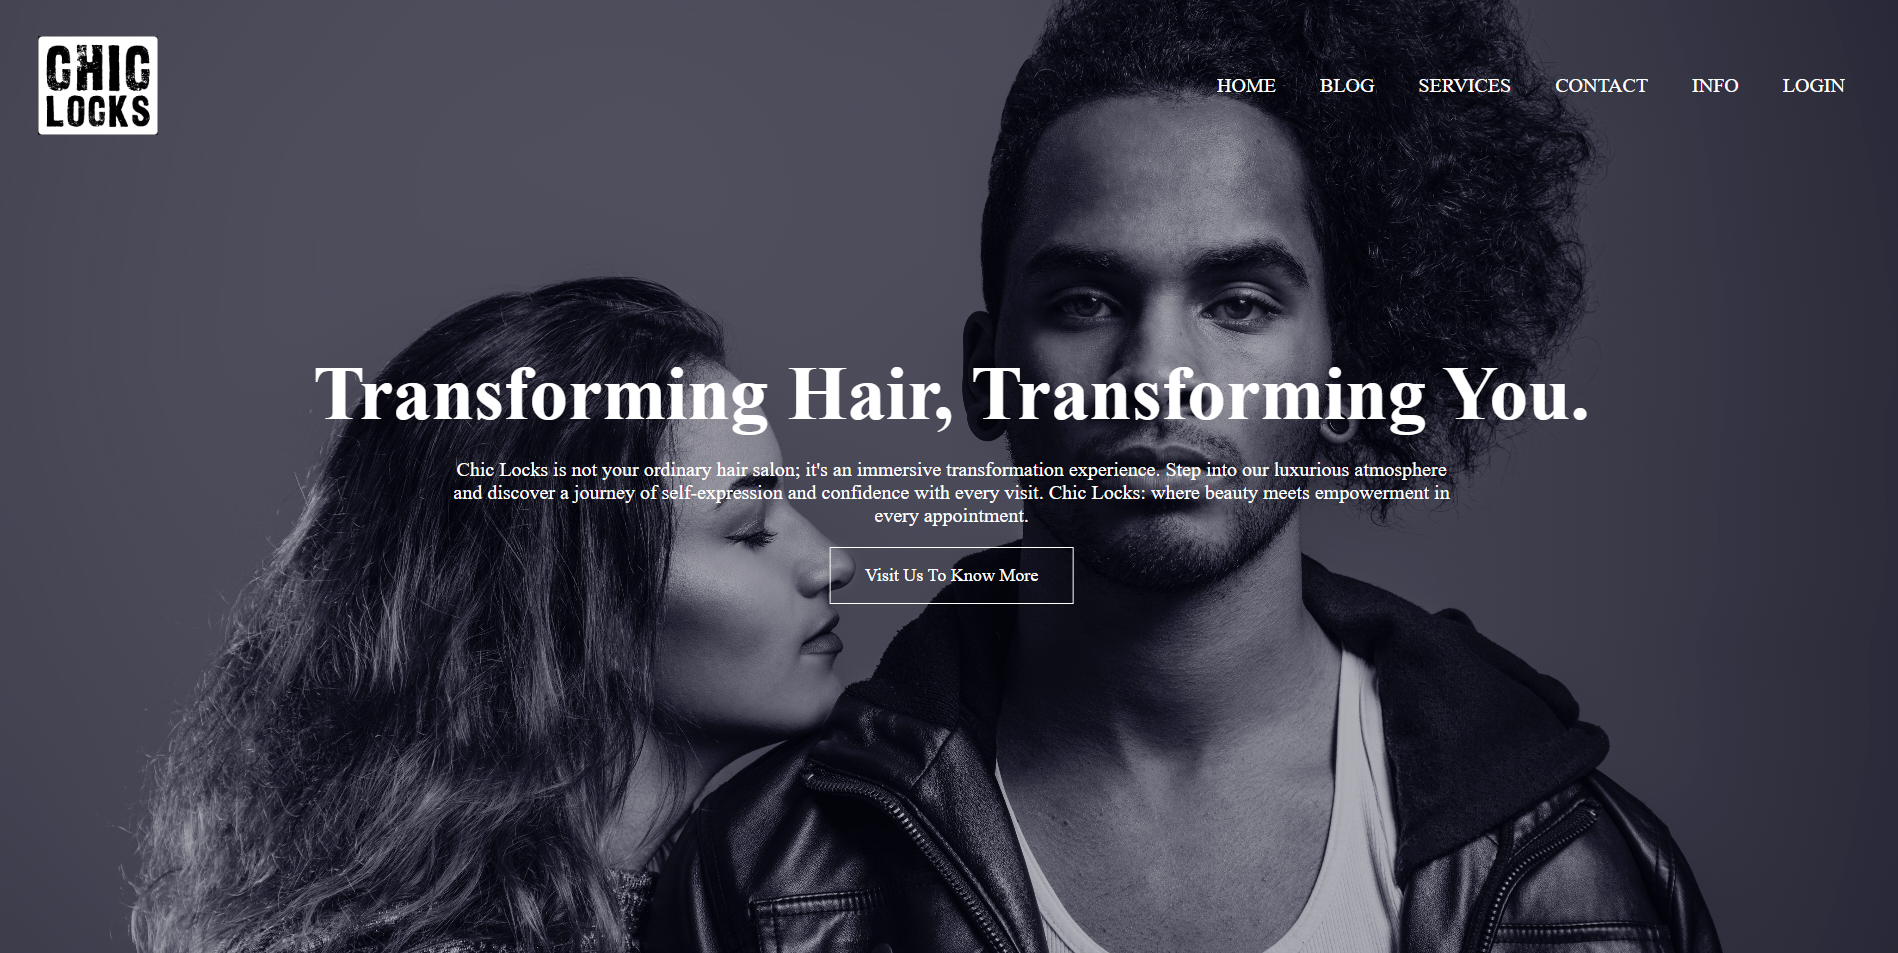 CHIC
LOCKS
HOME BLOG SERVICES CONTACT INFO LOGIN
Transforming Hair, Transforming You.
Chic Locks is not your ordinary hair salon; it's an immersive transformation experience. Step into our luxurious atmosphere
and discover a journey of self-expression and confidence with every visit. Chic Locks: where beauty meets empowerment in
every appointment.
Visit Us To Know More